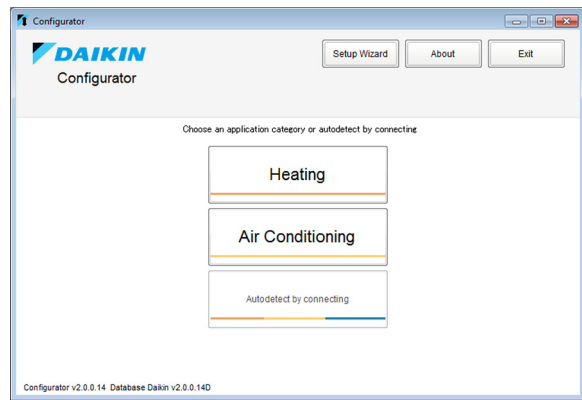 Configurator
DAIKIN
Configurator
Setup Wizard
About
Exit
Choose an application category or autodetect by connecting
Heating
Air Conditioning
Autodetect by connecting
Configurator v2.0.0.14 Database Daikin v2.0.0.14D